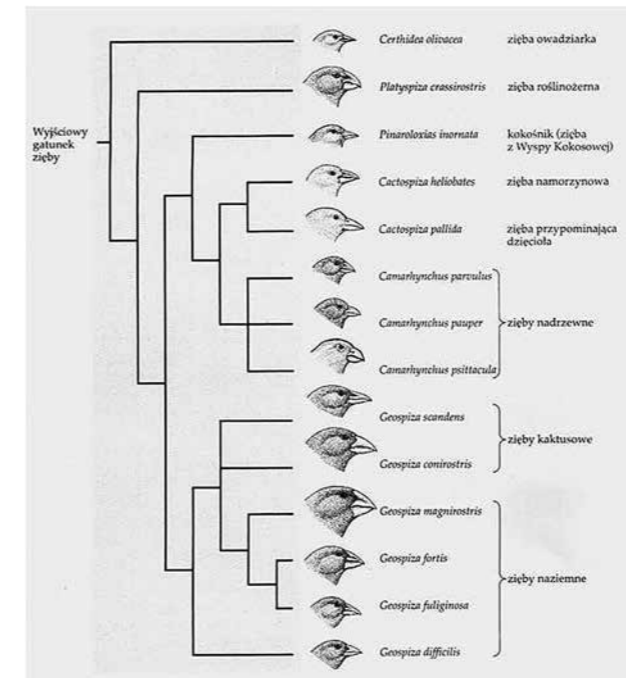 Certhidea olivacea zięba owadziarka
Platyspiza crassirostris zięba roślinożerna
Wyjściowy
gatunek
zięby
Pinaroloxias inornata kokośnik (zięba
z Wyspy Kokosowej)
Cactospiza heliobates zięba namorzynowa
Cactospiza pallida zięba przypominająca
dzięcioła
Camarhynchus parvulus
Camarhynchus pauper zięby nadrzewne
Camarhynchus psittacula
Geospiza scandens
zięby kaktusowe
Geospiza conirostris
Geospiza magnirostris
Geospiza fortis
zięby naziemne
Geospiza fuliginosa
Geospiza difficilis